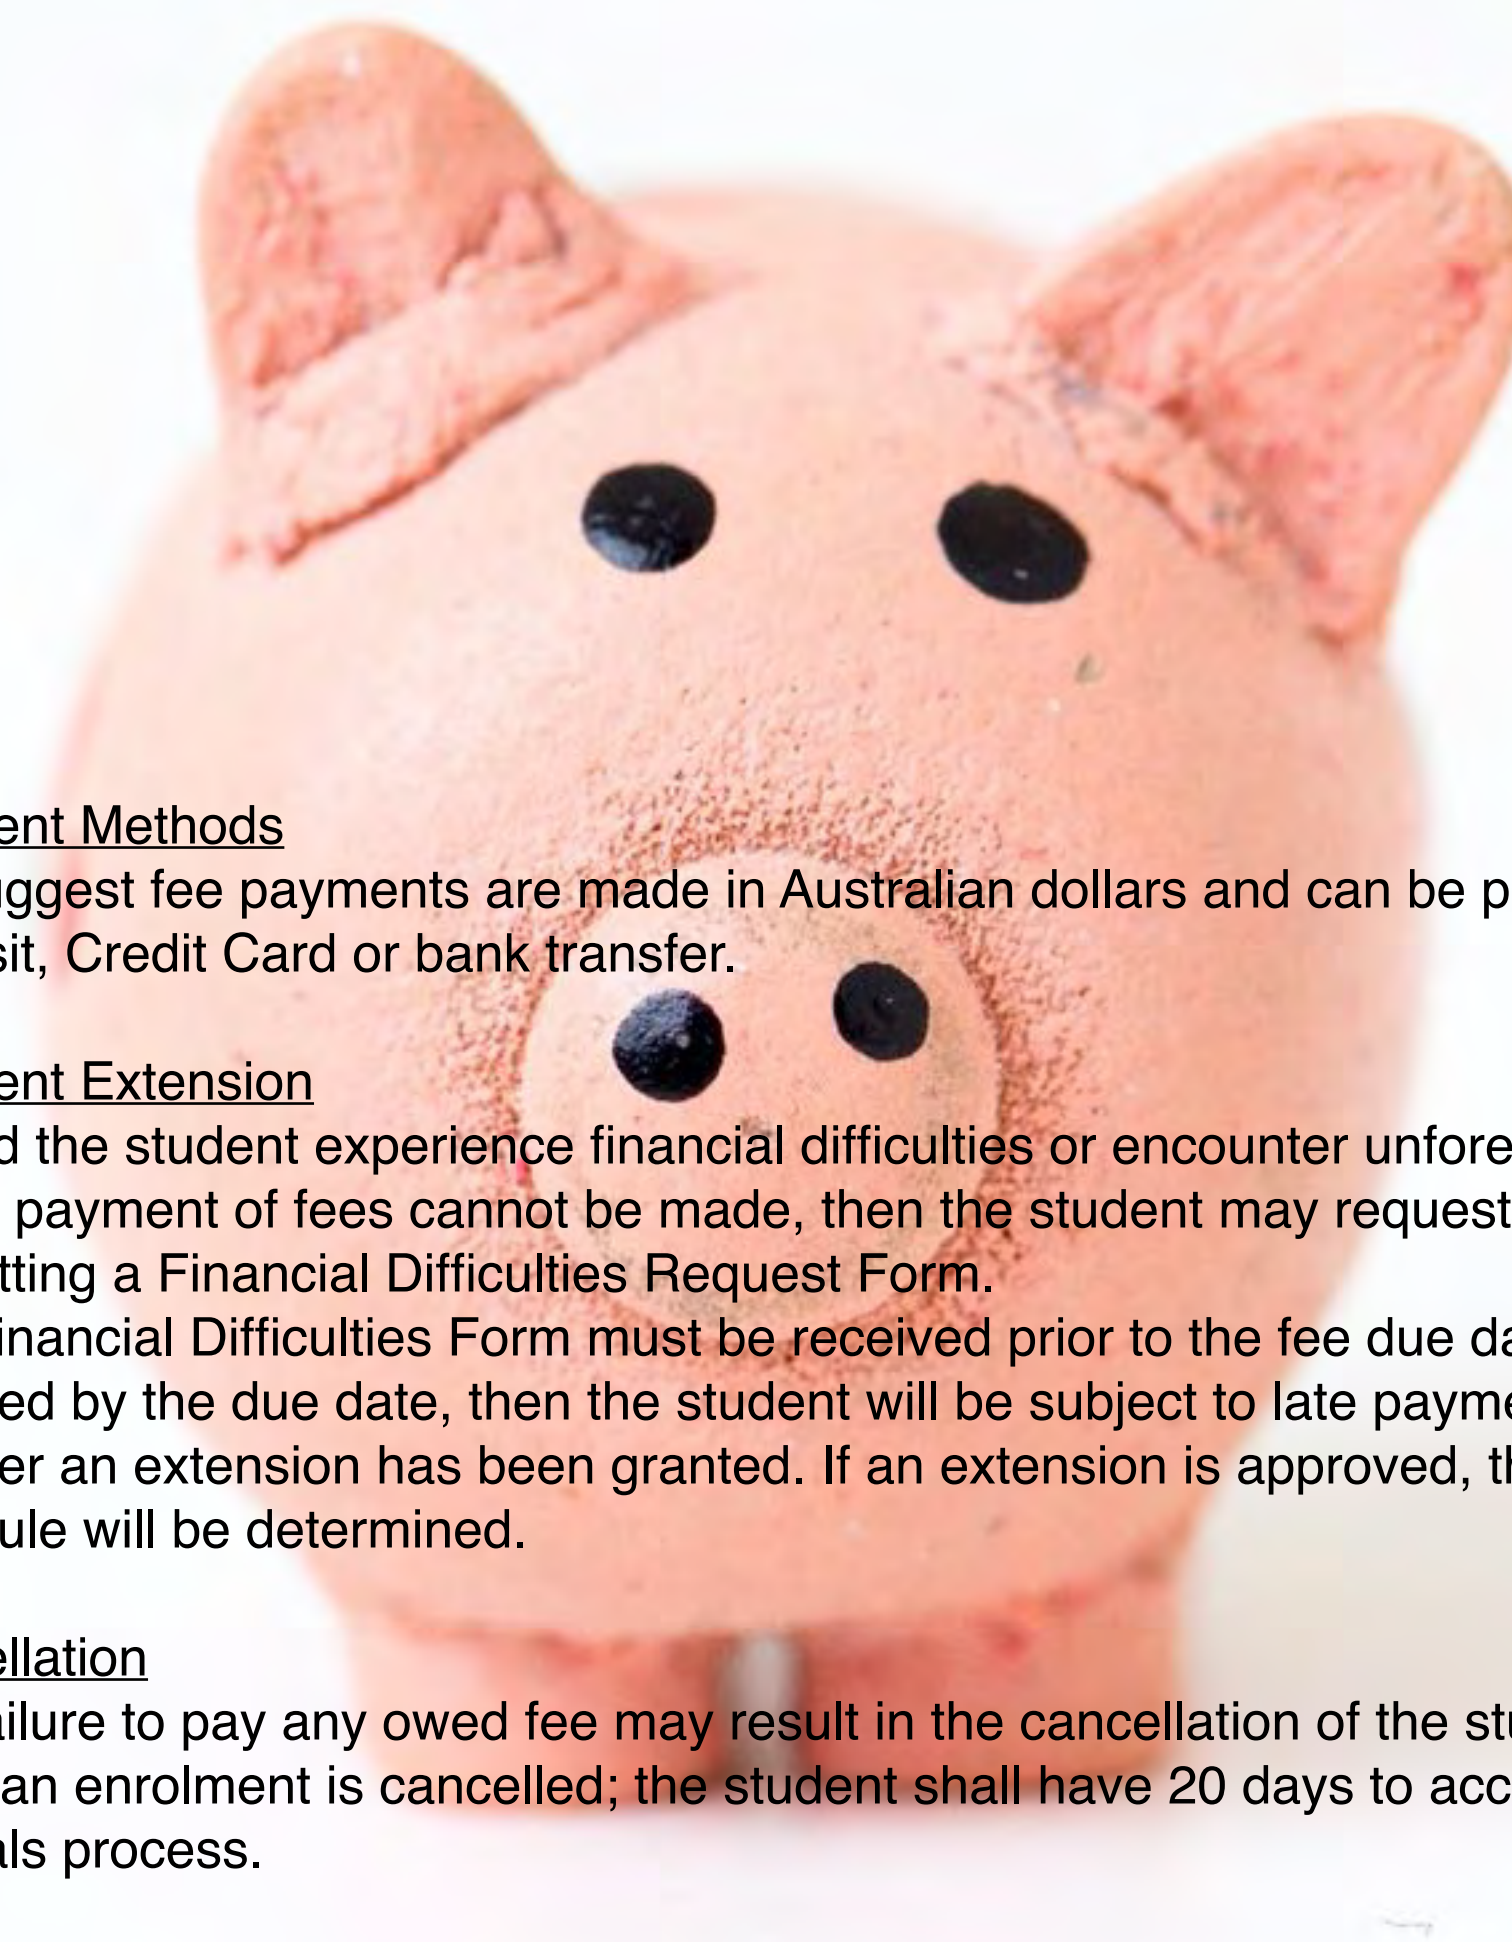 ent Methods
uggest fee payments are made in Australian dollars and can be p
sit, Credit Card or bank transfer.
ent Extension
d the student experience financial difficulties or encounter unfore
payment of fees cannot be made, then the student may request
tting a Financial Difficulties Request Form.
inancial Difficulties Form must be received prior to the fee due da
ed by the due date, then the student will be subject to late payme
er an extension has been granted. If an extension is approved, th
ule will be determined.
ellation
ailure to pay any owed fee may result in the cancellation of the stu
an enrolment is cancelled; the student shall have 20 days to acc
als process.